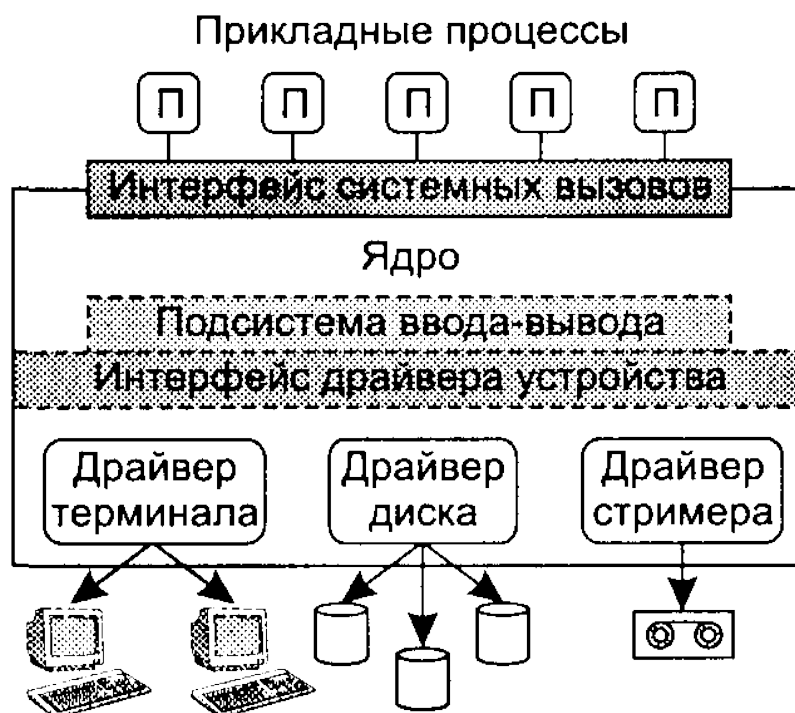 Прикладные процессы
П П П П П
Интерфейс системных вызовов
Ядро
Подсистема ввода-вывода
Интерфейс драйвера устройства
Драйвер терминала
Драйвер диска
Драйвер стримера